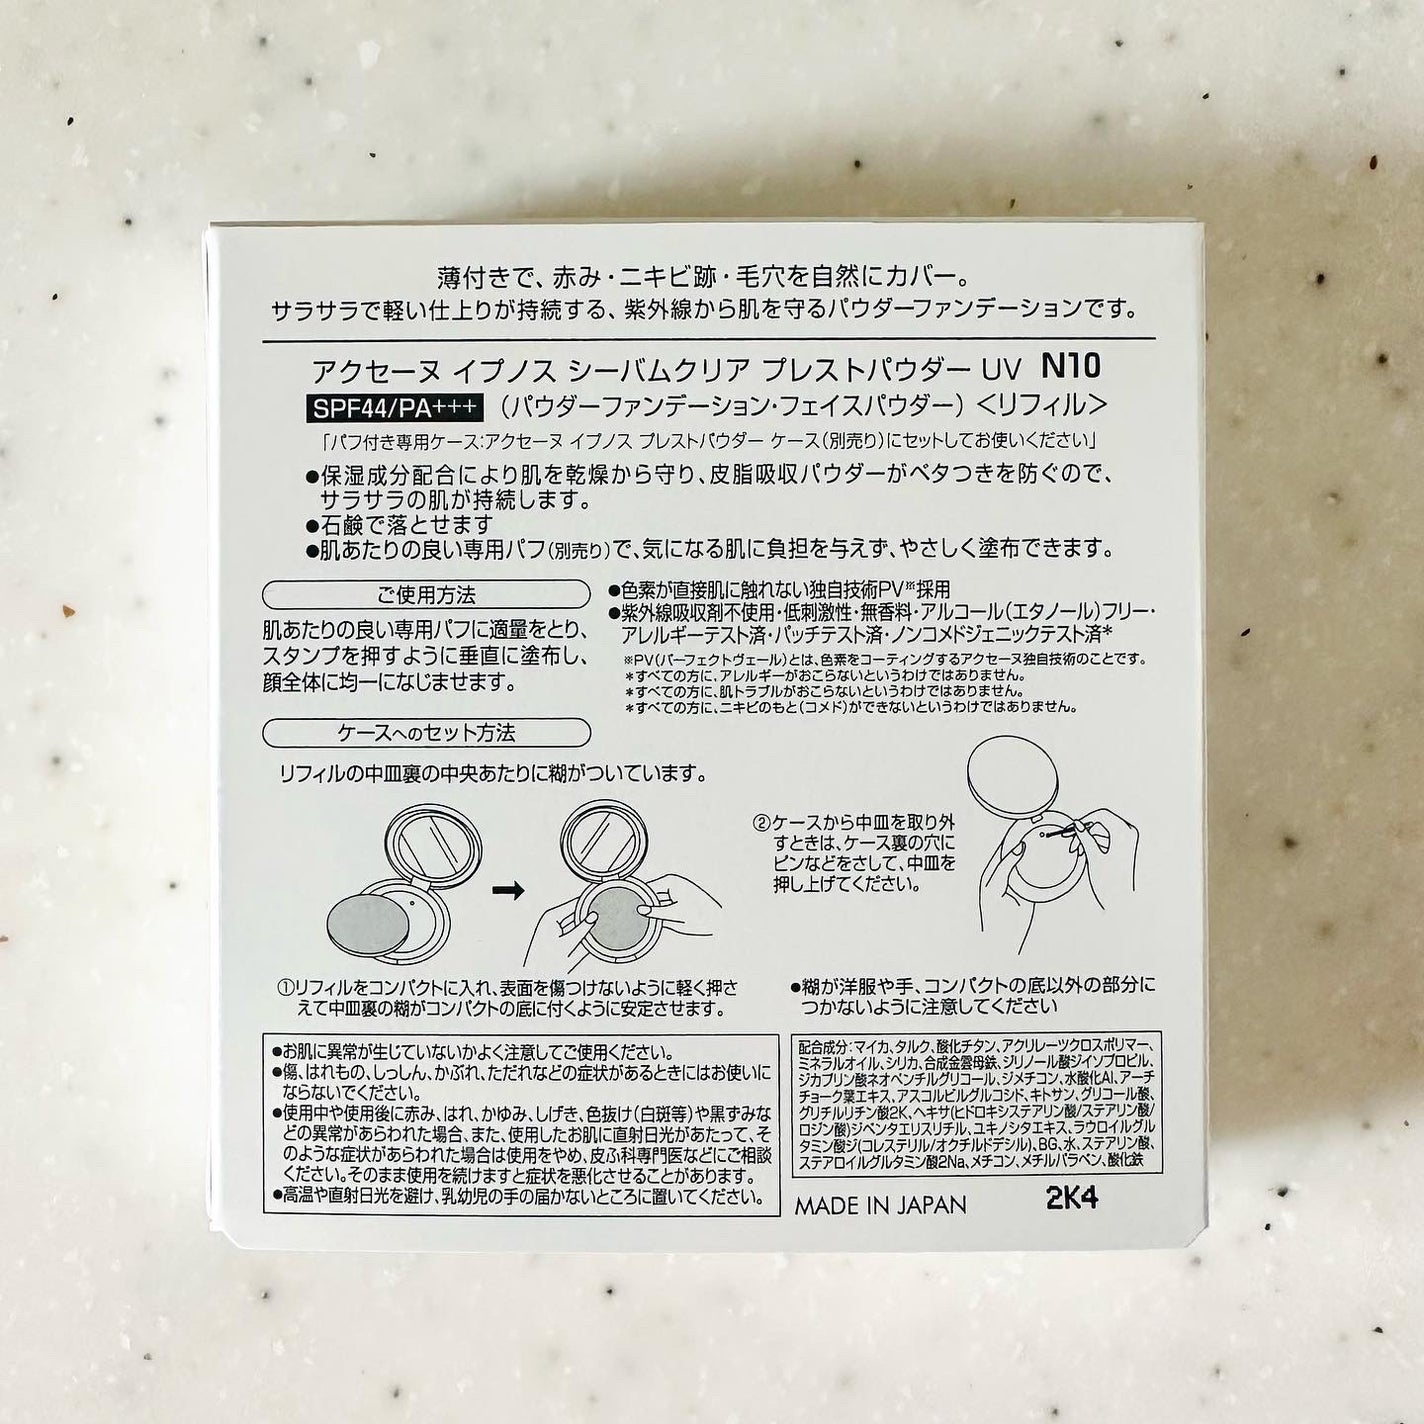 薄付きで、赤み・ニキビ跡・毛穴を自然にカバー。
サラサラで軽い仕上りが持続する、紫外線から肌を守るパウダーファンデーションです。
アクセーヌ イプノス シーバムクリア プレストパウダー UV N10
SPF44/PA+++ (パウダーファンデーション・フェイスパウダー) <リフィル>
「パフ付き専用ケース:アクセーヌ イプノス プレストパウダー ケース(別売り)にセットしてお使いください」
●保湿成分配合により肌を乾燥から守り、皮脂吸収パウダーがベタつきを防ぐので、
サラサラの肌が持続します。
●石鹸で落とせます
●肌あたりの良い専用パフ(別売り)で、気になる肌に負担を与えず、やさしく塗布できます。
ご使用方法
肌あたりの良い専用パフに適量をとり、
スタンプを押すように垂直に塗布し、
顔全体に均一になじませます。
●色素が直接肌に触れない独自技術PV※採用
●紫外線吸収剤不使用・低刺激性・無香料・アルコール(エタノール)フリー・
アレルギーテスト済・パッチテスト済・ノンコメドジェニックテスト済*
※PV(パーフェクトヴェール)とは、色素をコーティングするアクセーヌ独自技術のことです。
*すべての方に、アレルギーがおこらないというわけではありません。
*すべての方に、肌トラブルがおこらないというわけではありません。
*すべての方に、ニキビのもと(コメド)ができないというわけではありません。
ケースへのセット方法
リフィルの中皿裏の中央あたりに糊がついています。
①リフィルをコンパクトに入れ、表面を傷つけないように軽く押さ
えて中皿裏の糊がコンパクトの底に付くように安定させます。
②ケースから中皿を取り外
すときは、ケース裏の穴に
ピンなどをさして、中皿を
押し上げてください。
●糊が洋服や手、コンパクトの底以外の部分に
つかないように注意してください
●お肌に異常が生じていないかよく注意してご使用ください。
●傷、はれもの、しっしん、かぶれ、ただれなどの症状があるときにはお使いに
ならないでください。
●使用中や使用後に赤み、はれ、かゆみ、しげき、色抜け(白斑等)や黒ずみな
どの異常があらわれた場合、また、使用したお肌に直射日光があたって、そ
のような症状があらわれた場合は使用をやめ、皮ふ科専門医などにご相談
ください。そのまま使用を続けますと症状を悪化させることがあります。
●高温や直射日光を避け、乳幼児の手の届かないところに置いてください。
配合成分:マイカ、タルク、酸化チタン、アクリレーツクロスポリマー、
ミネラルオイル、シリカ、合成金雲母鉄、ジリノール酸ジイソプロピル、
ジカプリン酸ネオペンチルグリコール、ジメチコン、水酸化Al、アーチ
チョーク葉エキス、アスコルビルグルコシド、キトサン、グリコール酸、
グリチルリチン酸2K、ヘキサ(ヒドロキシステアリン酸/ステアリン酸/
ロジン酸)ジペンタエリスリチル、ユキノシタエキス、ラウロイルグル
タミン酸ジ(コレステリル/オクチルドデシル)、BG、水、ステアリン酸、
ステアロイルグルタミン酸2Na、メチコン、メチルパラベン、酸化鉄
MADE IN JAPAN 2K4